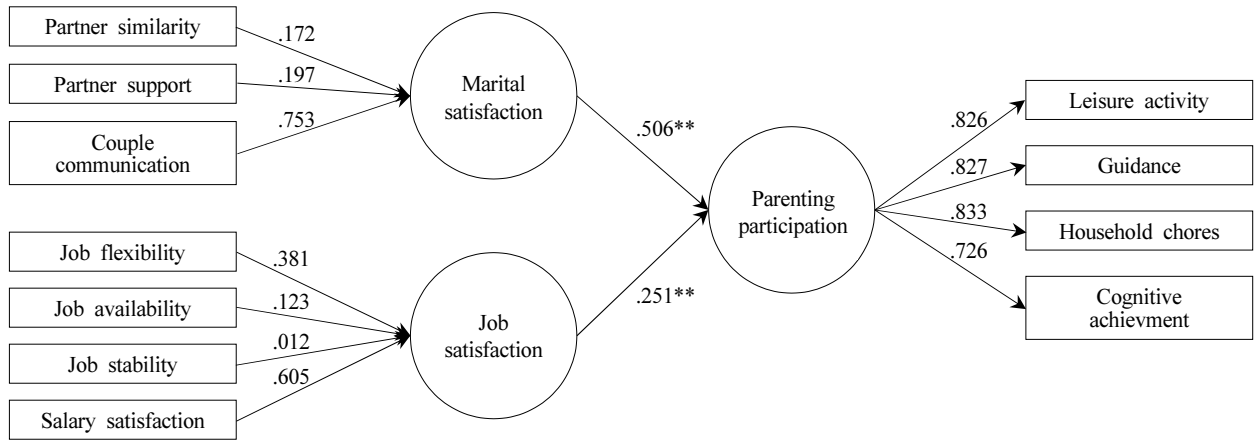 Partner similarity
.172
Partner support
.197
Couple
communication
.753
Marital
satisfaction
.506**
Job flexibility
.381
Job availability
.123
Job stability
.012
Salary satisfaction
.605
Job
satisfaction
.251**
Parenting
participation
.826
Leisure activity
.827
Guidance
.833
Household chores
.726
Cognitive
achievment